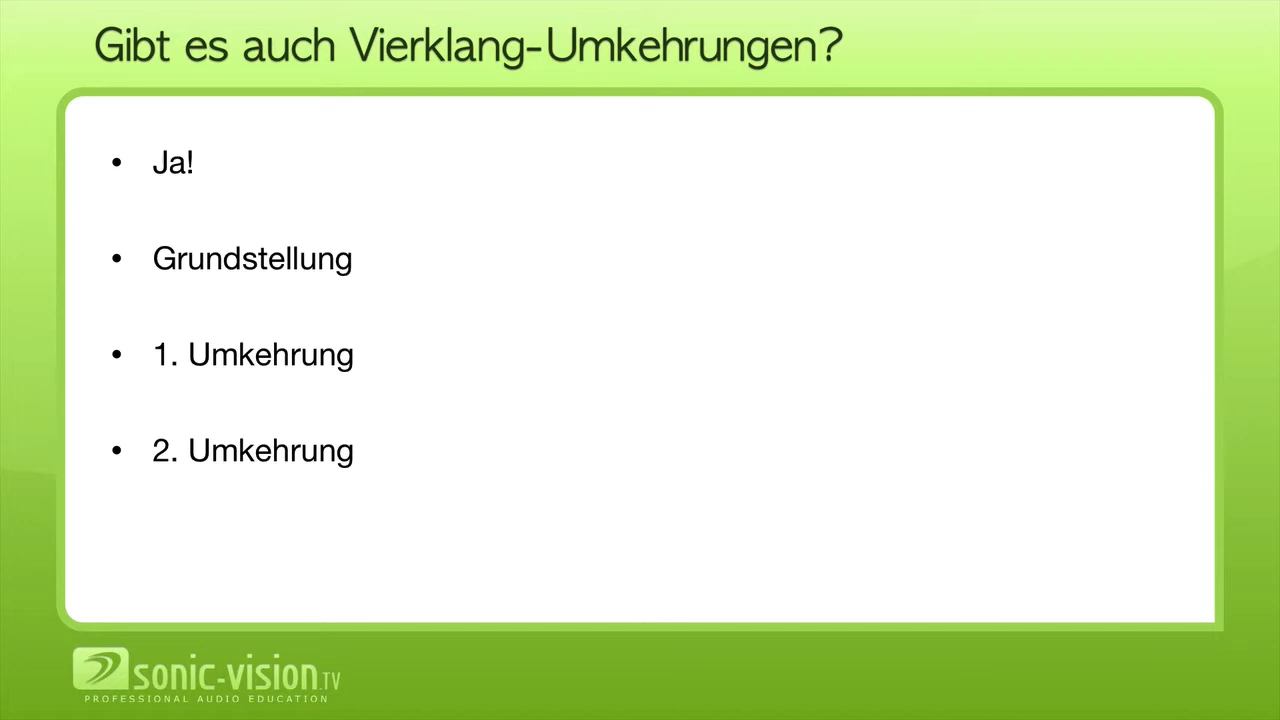 Gibt es auch Vierklang-Umkehrungen?
• Ja!
• Grundstellung
• 1. Umkehrung
• 2. Umkehrung
sonic-vision.TV
PROFESSIONAL AUDIO EDUCATION